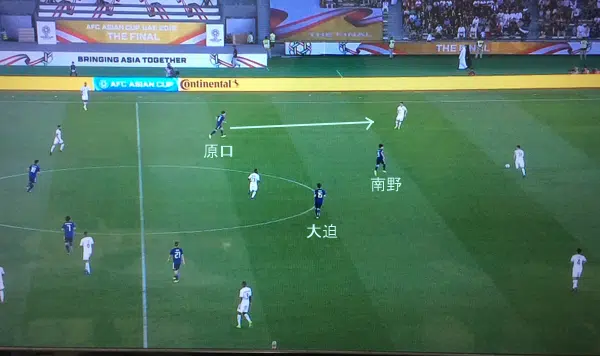 AFC ASIAN CUP UAE 2019
THE FINAL
BRINGING ASIA TOGETHER
AFC ASIAN CUP
Continental
原口
南野
大迫
21